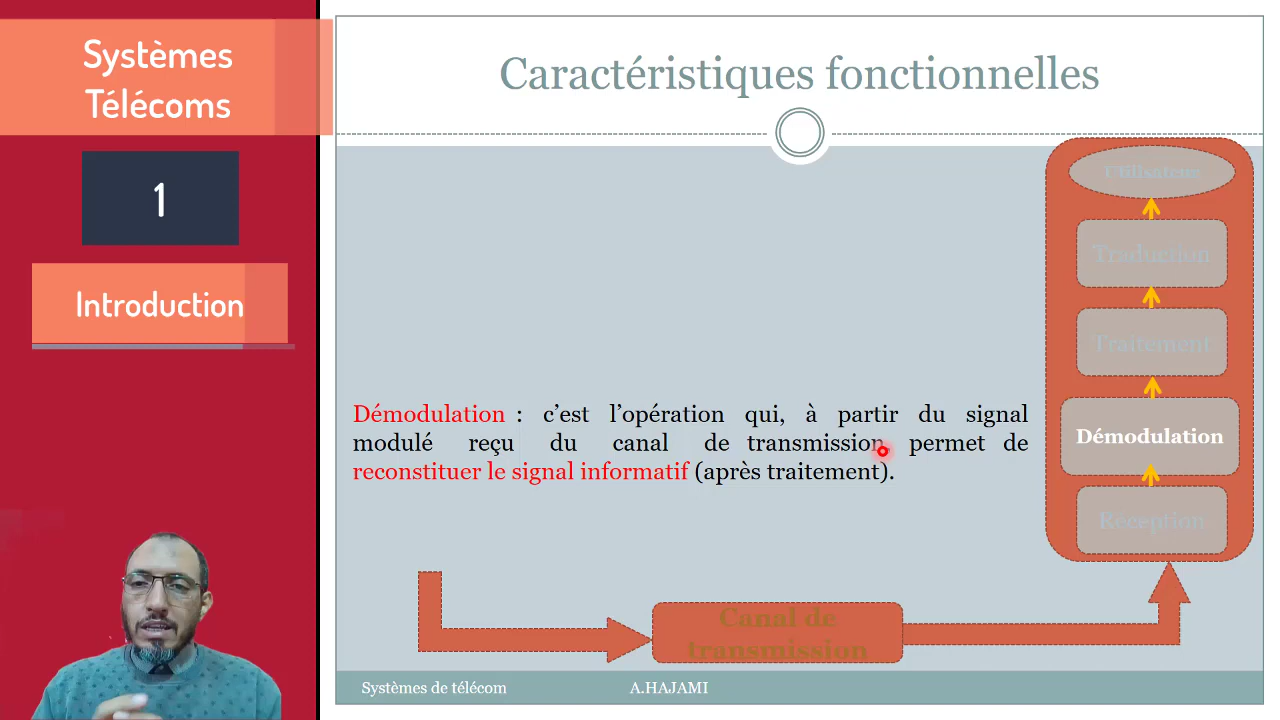 Systèmes
Télécoms
1
Introduction
Caractéristiques fonctionnelles
Utilisateur
Traduction
Traitement
Démodulation
Réception
Démodulation : c’est l’opération qui, à partir du signal
modulé reçu du canal de transmission permet de
reconstituer le signal informatif (après traitement).
Canal de
transmission
Systèmes de télécom A.HAJAMI